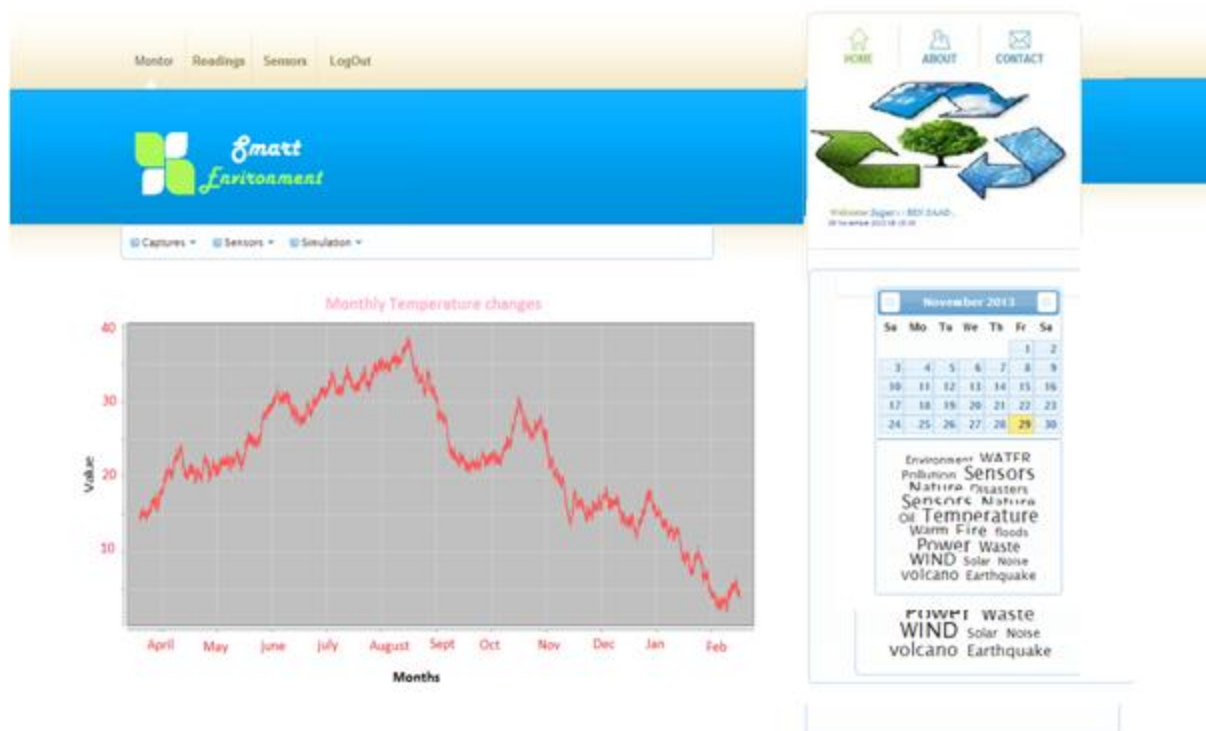 Montor Readings Sensors LogOut
HOME ABOUT CONTACT
Smart
Environment
Captures Sensors Simulation
Monthly Temperature changes
40
30
20
10
Value
April May June July August Sept Oct Nov Dec Jan Feb
Months
November 2013
Su Mo Tu We Th Fr Sa
1 2
3 4 5 6 7 8 9
10 11 12 13 14 15 16
17 18 19 20 21 22 23
24 25 26 27 28 29 30
Environment WATER
Pollution Sensors
Nature Disasters
Sensors Nature
Oil Temperature
Warm Fire floods
Power Waste
WIND Solar Noise
volcano Earthquake
Power Waste
WIND Solar Noise
volcano Earthquake